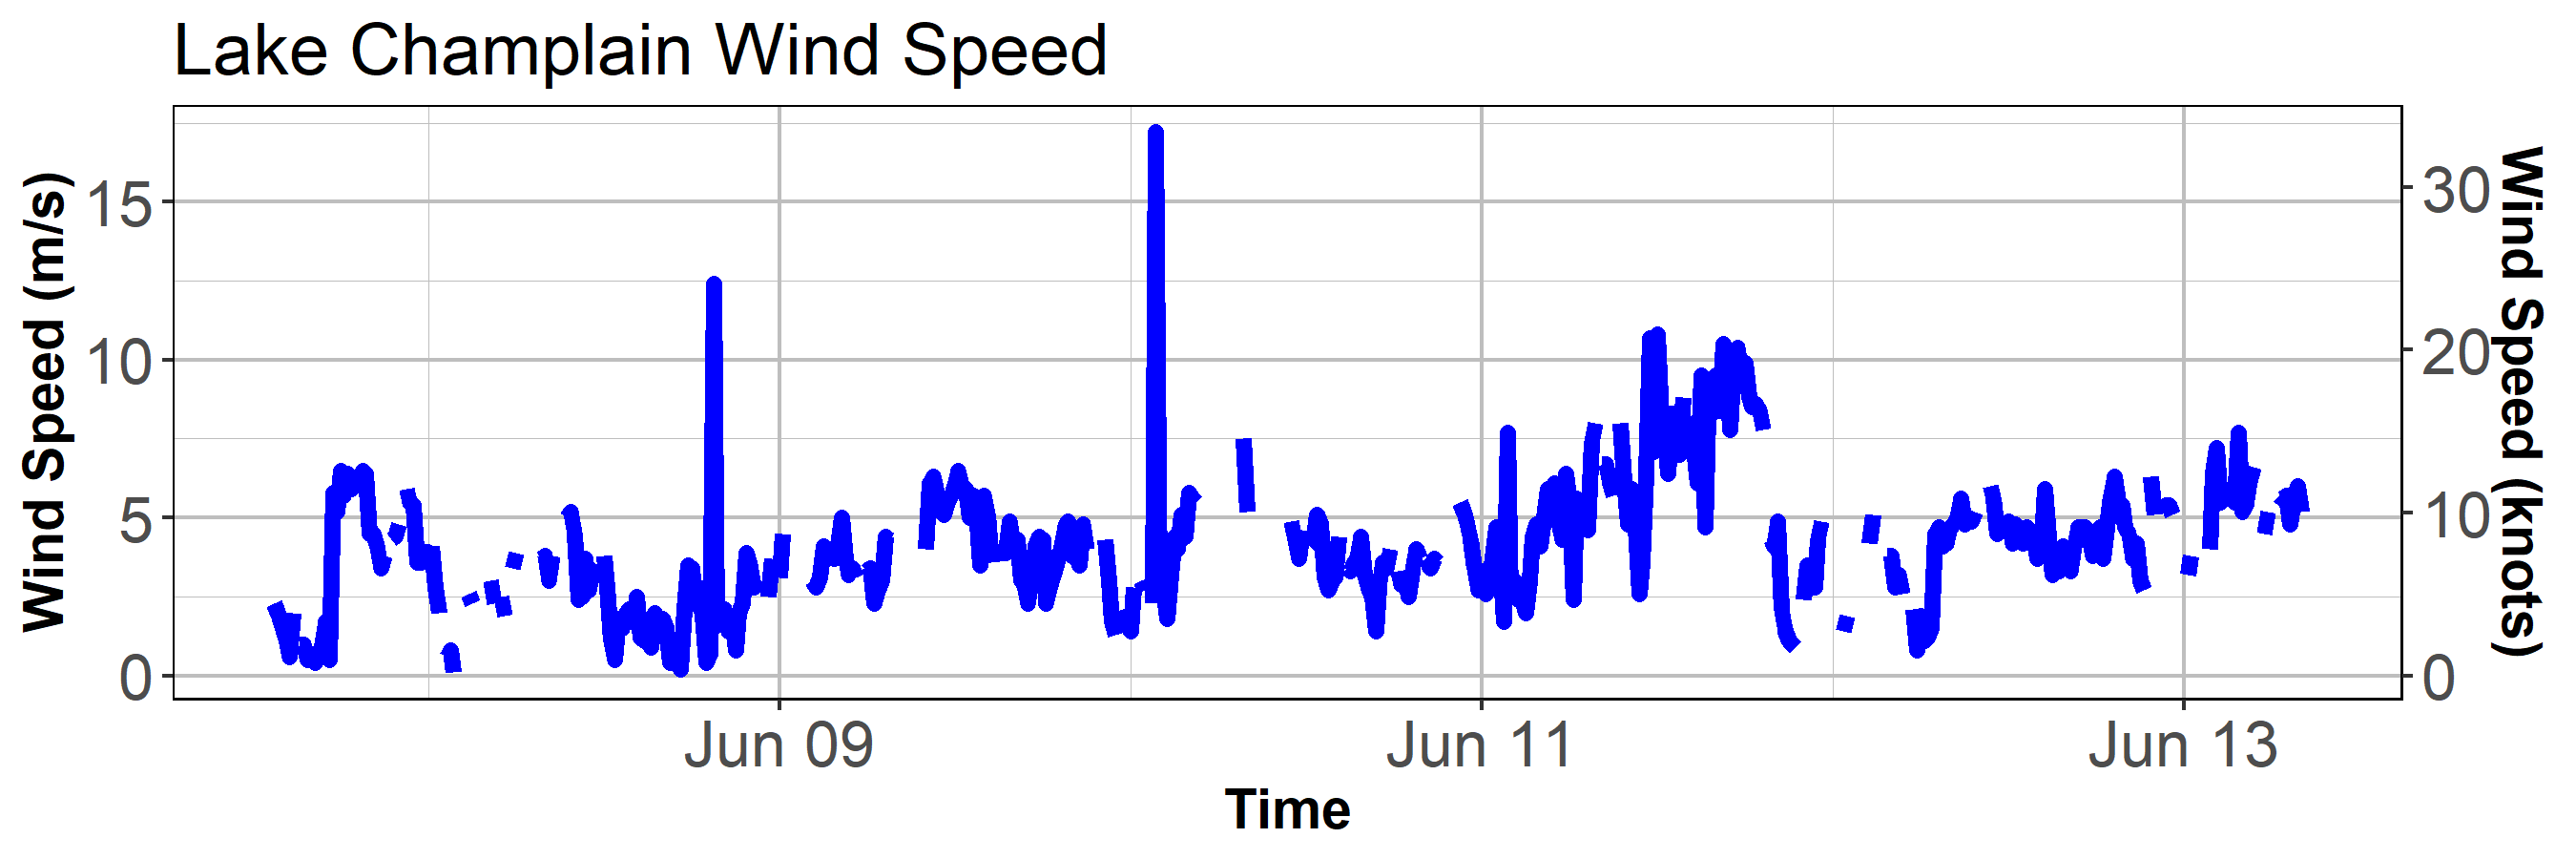 Lake Champlain Wind Speed
Wind Speed (m/s)
15
10
5
0
30
20
10
0
Wind Speed (knots)
Jun 09
Jun 11
Jun 13
Time